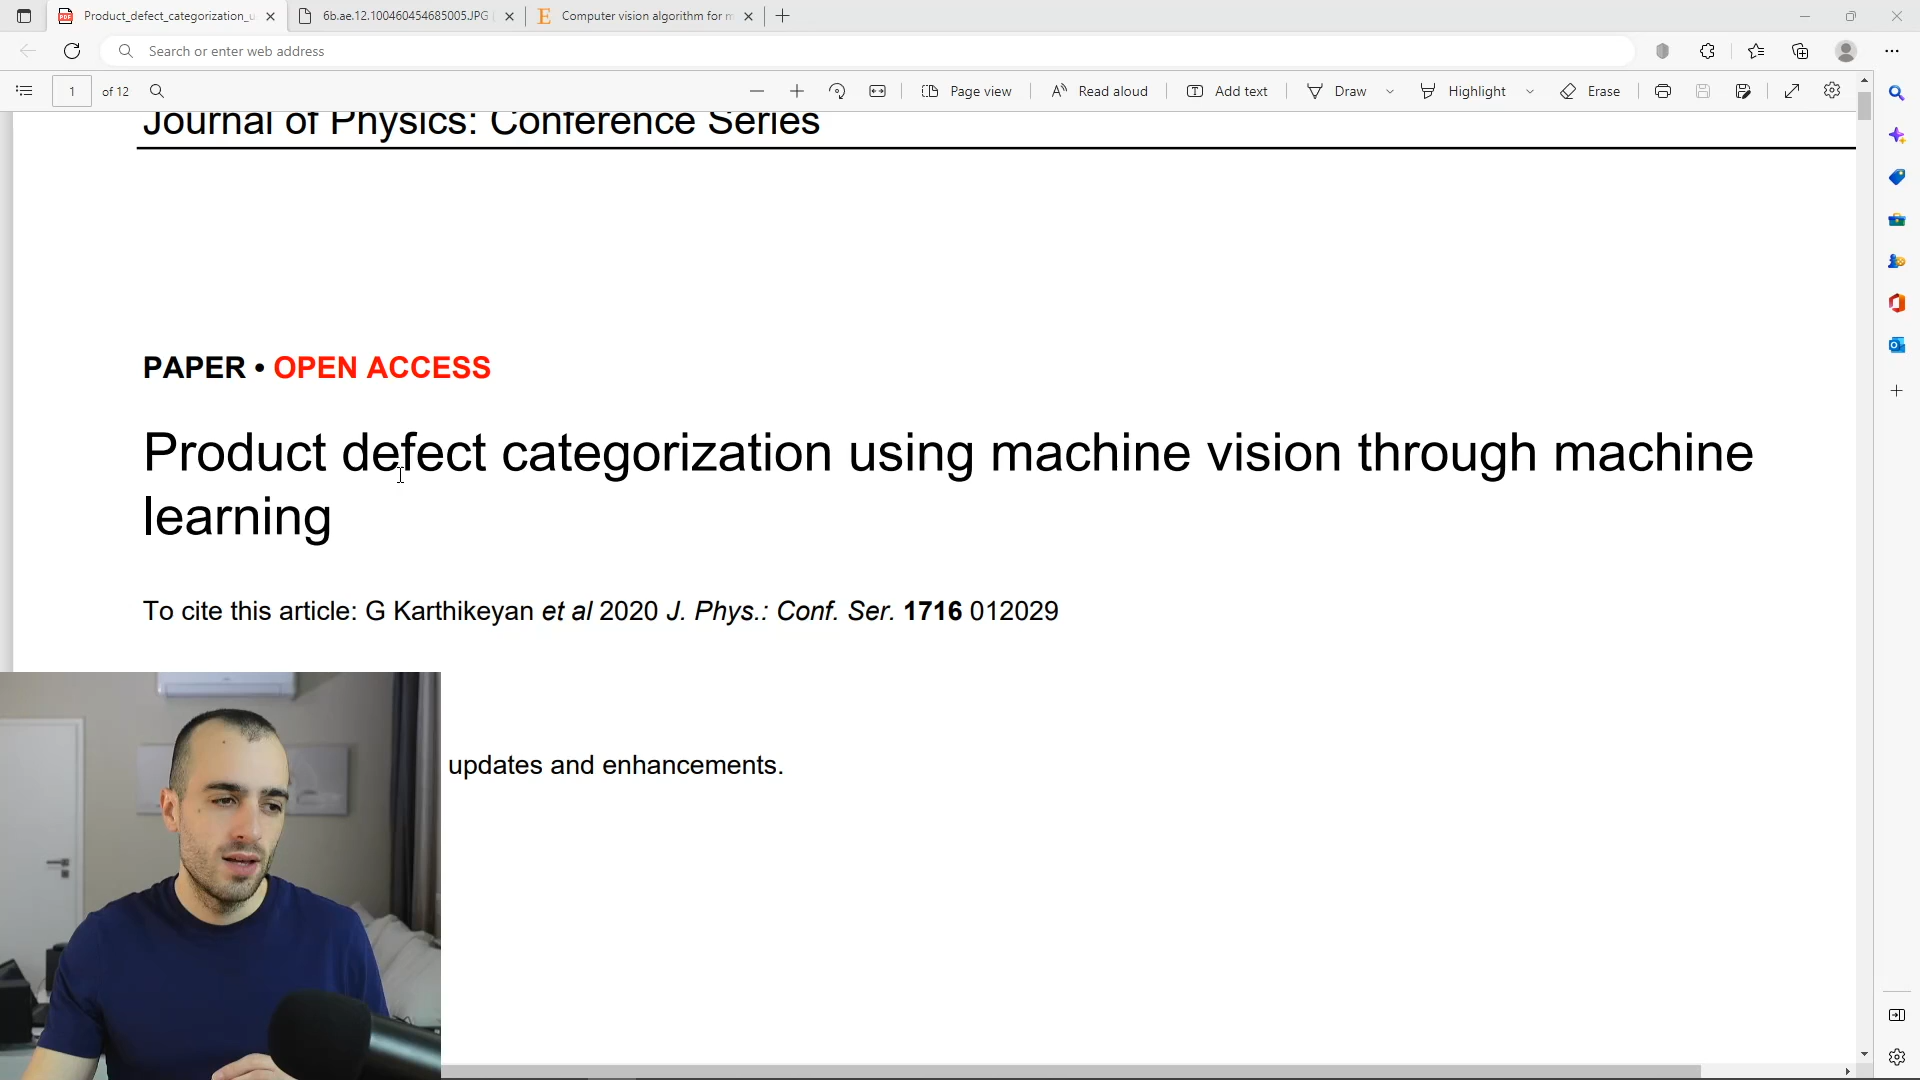 Product_defect_categorization_u
6b.ae.12.100460454685005.JPG
Computer vision algorithm for m
Search or enter web address
1 of 12
Page view
Read aloud
Add text
Draw
Highlight
Erase
Journal of Physics: Conference Series
PAPER • OPEN ACCESS
Product defect categorization using machine vision through machine
learning
To cite this article: G Karthikeyan et al 2020 J. Phys.: Conf. Ser. 1716 012029
updates and enhancements.